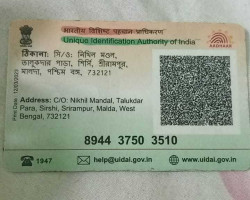 भारतीय विशिष्ट पहचान प्राधिकरण
Unique Identification Authority of India
AADHAAR
ঠিকানা: সি/ও: নিখিল মণ্ডল,
তালুকদার পাড়া, শির্ষি, শ্রীরামপুর,
মালদা, পশ্চিম বঙ্গ, 732121
Address: C/O: Nikhil Mandal, Talukdar
Para, Sirshi, Srirampur, Malda, West
Bengal, 732121
8944 3750 3510
1947
help@uidai.gov.in
www.uidai.gov.in